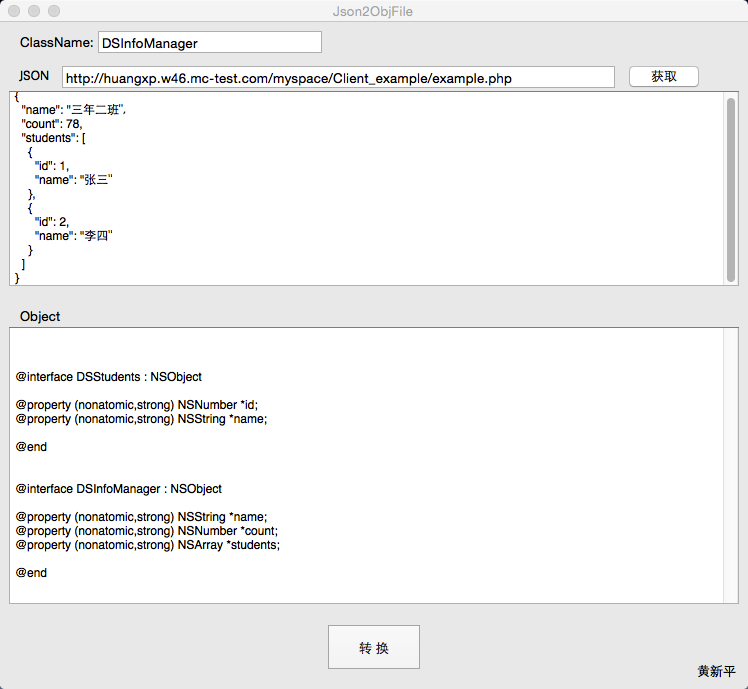 Json2ObjFile
ClassName: DSInfoManager
JSON http://huangxp.w46.mc-test.com/myspace/Client_example/example.php 获取
{
"name": "三年二班",
"count": 78,
"students": [
{
"id": 1,
"name": "张三"
},
{
"id": 2,
"name": "李四"
}
]
}
Object
@interface DSStudents : NSObject
@property (nonatomic,strong) NSNumber *id;
@property (nonatomic,strong) NSString *name;
@end
@interface DSInfoManager : NSObject
@property (nonatomic,strong) NSString *name;
@property (nonatomic,strong) NSNumber *count;
@property (nonatomic,strong) NSArray *students;
@end
转 换
黄新平